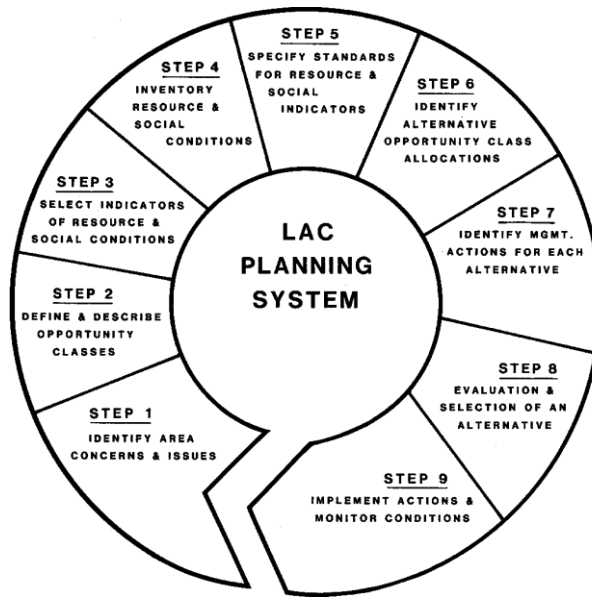 LAC
PLANNING
SYSTEM
STEP 1
IDENTIFY AREA
CONCERNS & ISSUES
STEP 2
DEFINE & DESCRIBE
OPPORTUNITY
CLASSES
STEP 3
SELECT INDICATORS
OF RESOURCE &
SOCIAL CONDITIONS
STEP 4
INVENTORY
RESOURCE &
SOCIAL
CONDITIONS
STEP 5
SPECIFY STANDARDS
FOR RESOURCE &
SOCIAL
INDICATORS
STEP 6
IDENTIFY
ALTERNATIVE
OPPORTUNITY CLASS
ALLOCATIONS
STEP 7
IDENTIFY MGMT.
ACTIONS FOR EACH
ALTERNATIVE
STEP 8
EVALUATION &
SELECTION OF AN
ALTERNATIVE
STEP 9
IMPLEMENT ACTIONS &
MONITOR CONDITIONS